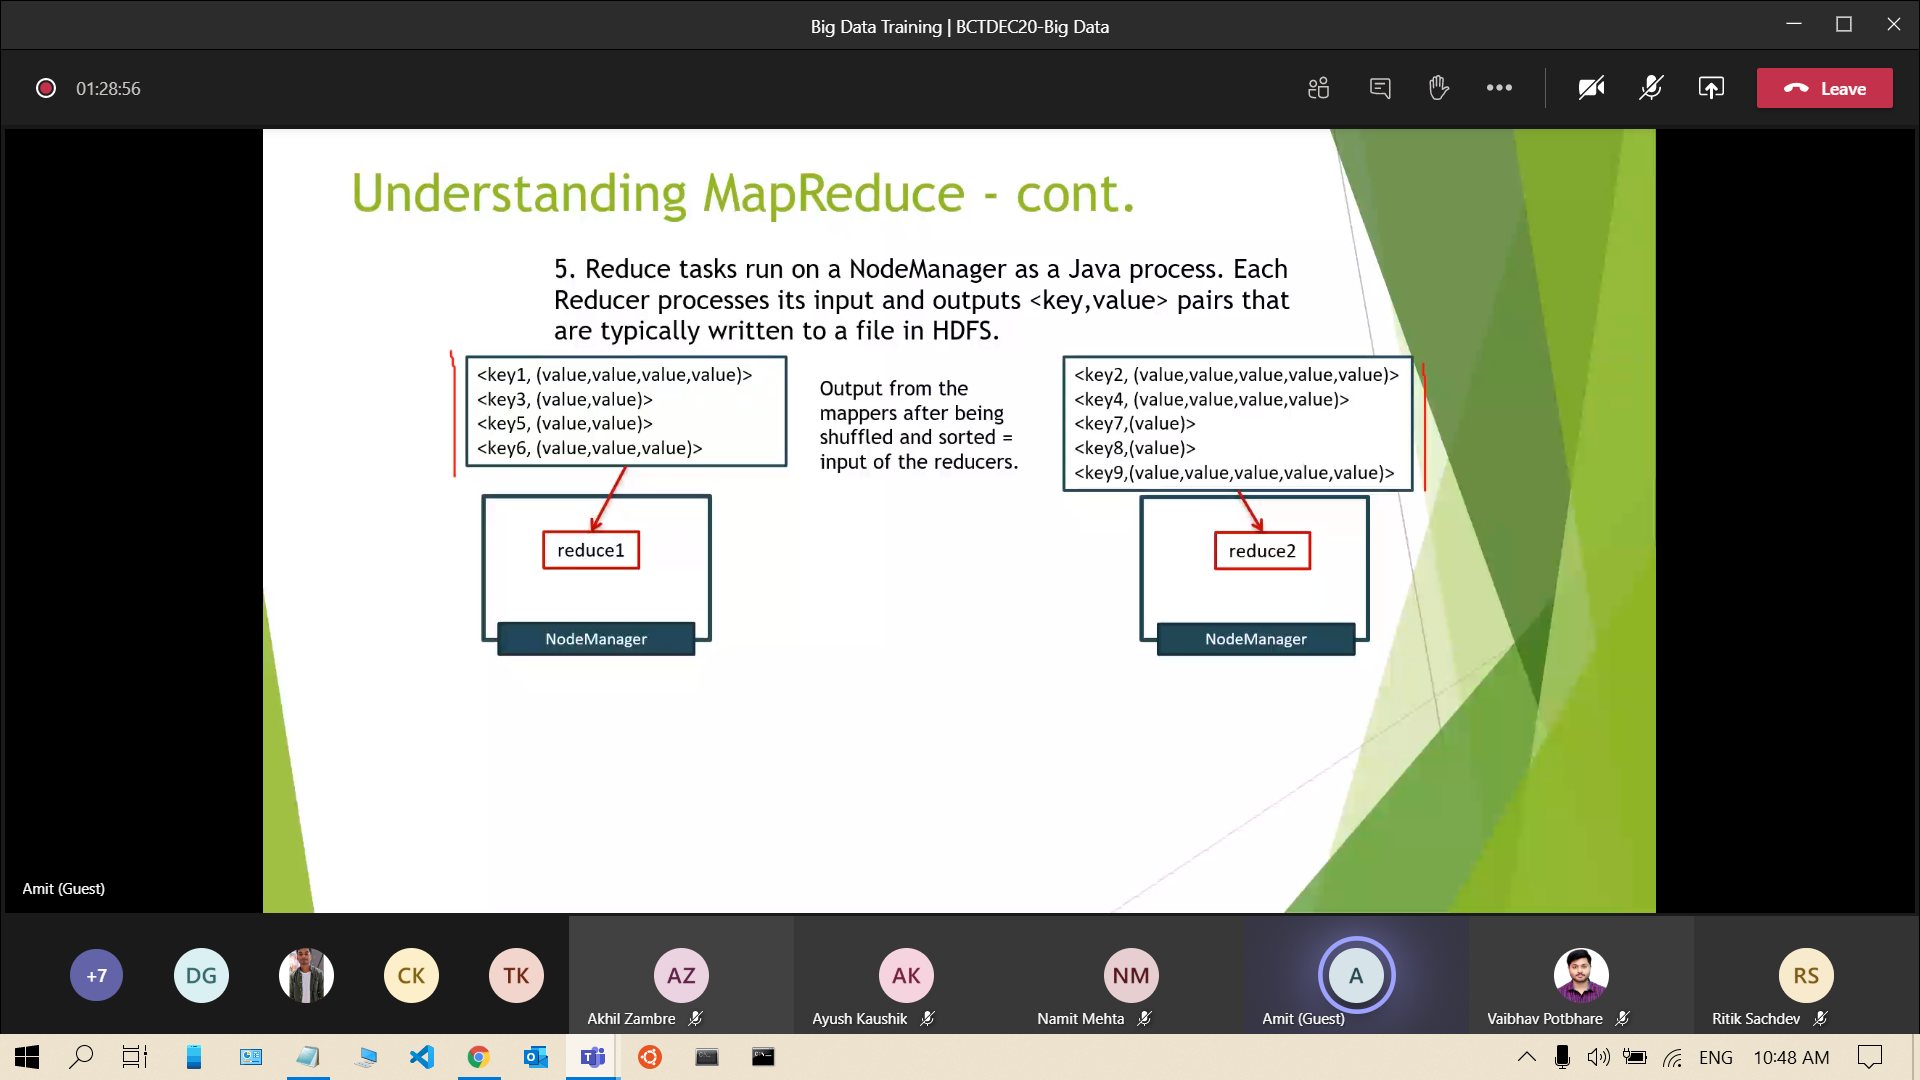 Big Data Training | BCTDEC20-Big Data
01:28:56
Leave
Understanding MapReduce - cont.
5. Reduce tasks run on a NodeManager as a Java process. Each
Reducer processes its input and outputs <key,value> pairs that
are typically written to a file in HDFS.
<key1, (value,value,value,value)>
<key3, (value,value)>
<key5, (value,value)>
<key6, (value,value,value)>
Output from the
mappers after being
shuffled and sorted =
input of the reducers.
<key2, (value,value,value,value,value)>
<key4, (value,value,value,value)>
<key7,(value)>
<key8,(value)>
<key9,(value,value,value,value,value)>
reduce1
NodeManager
reduce2
NodeManager
Amit (Guest)
+7
DG
CK
TK
AZ
Akhil Zambre
AK
Ayush Kaushik
NM
Namit Mehta
A
Amit (Guest)
Vaibhav Potbhare
RS
Ritik Sachdev
ENG
10:48 AM